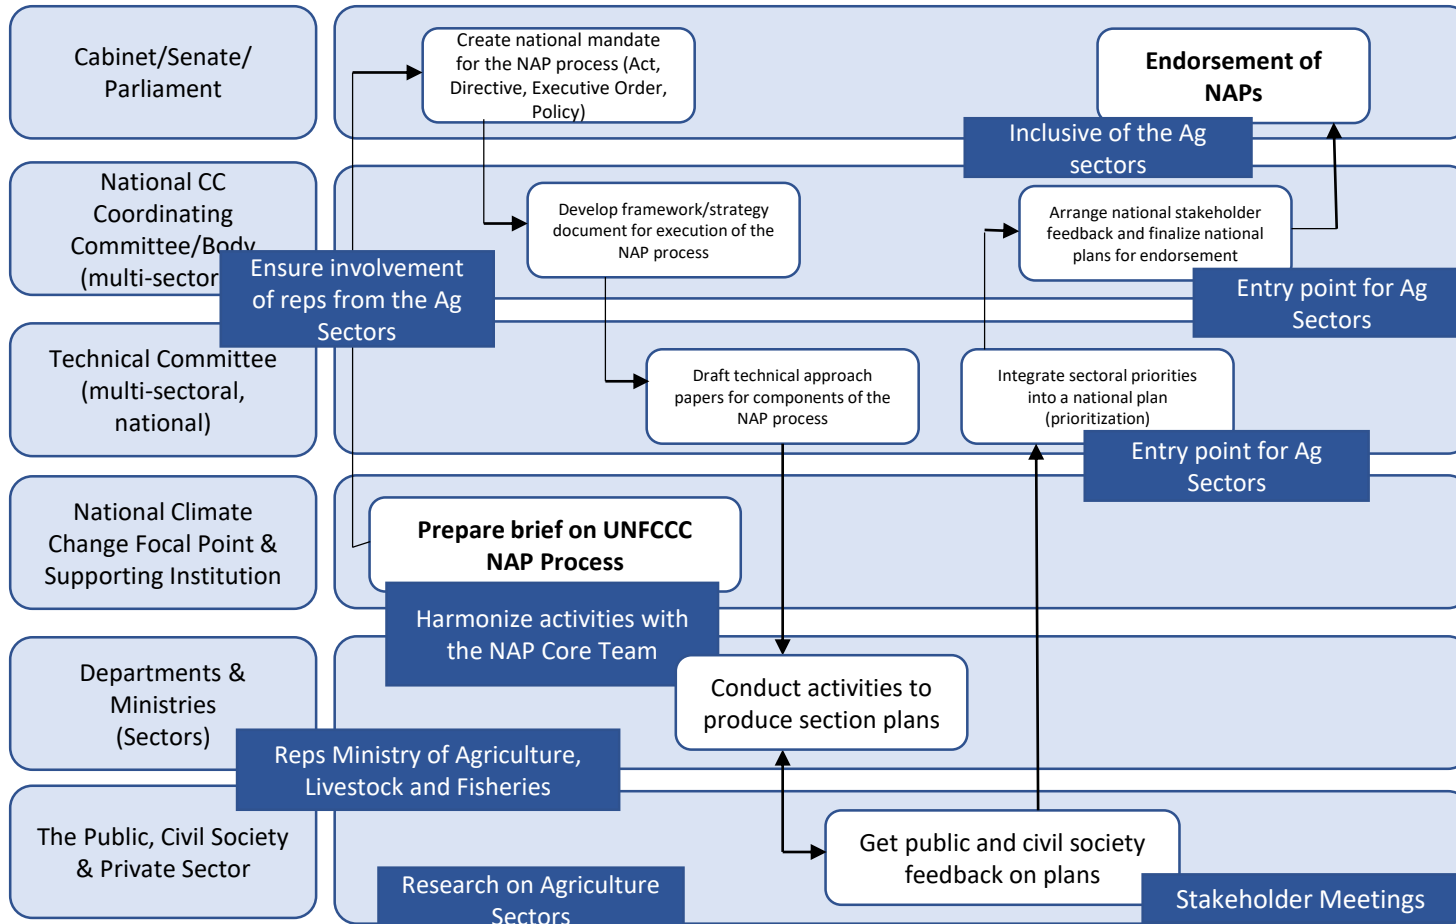 Cabinet/Senate/
Parliament
Create national mandate
for the NAP process (Act,
Directive, Executive Order,
Policy)
Endorsement of
NAPs
Inclusive of the Ag
sectors
National CC
Coordinating
Committee/Body
(multi-sector
Ensure involvement
of reps from the Ag
Sectors
Develop framework/strategy
document for execution of the
NAP process
Arrange national stakeholder
feedback and finalize national
plans for endorsement
Entry point for Ag
Sectors
Technical Committee
(multi-sectoral,
national)
Draft technical approach
papers for components of the
NAP process
Integrate sectoral priorities
into a national plan
(prioritization)
Entry point for Ag
Sectors
National Climate
Change Focal Point &
Supporting Institution
Prepare brief on UNFCCC
NAP Process
Harmonize activities with
the NAP Core Team
Departments &
Ministries
(Sectors)
Conduct activities to
produce section plans
Reps Ministry of Agriculture,
Livestock and Fisheries
The Public, Civil Society
& Private Sector
Get public and civil society
feedback on plans
Research on Agriculture
Sectors
Stakeholder Meetings